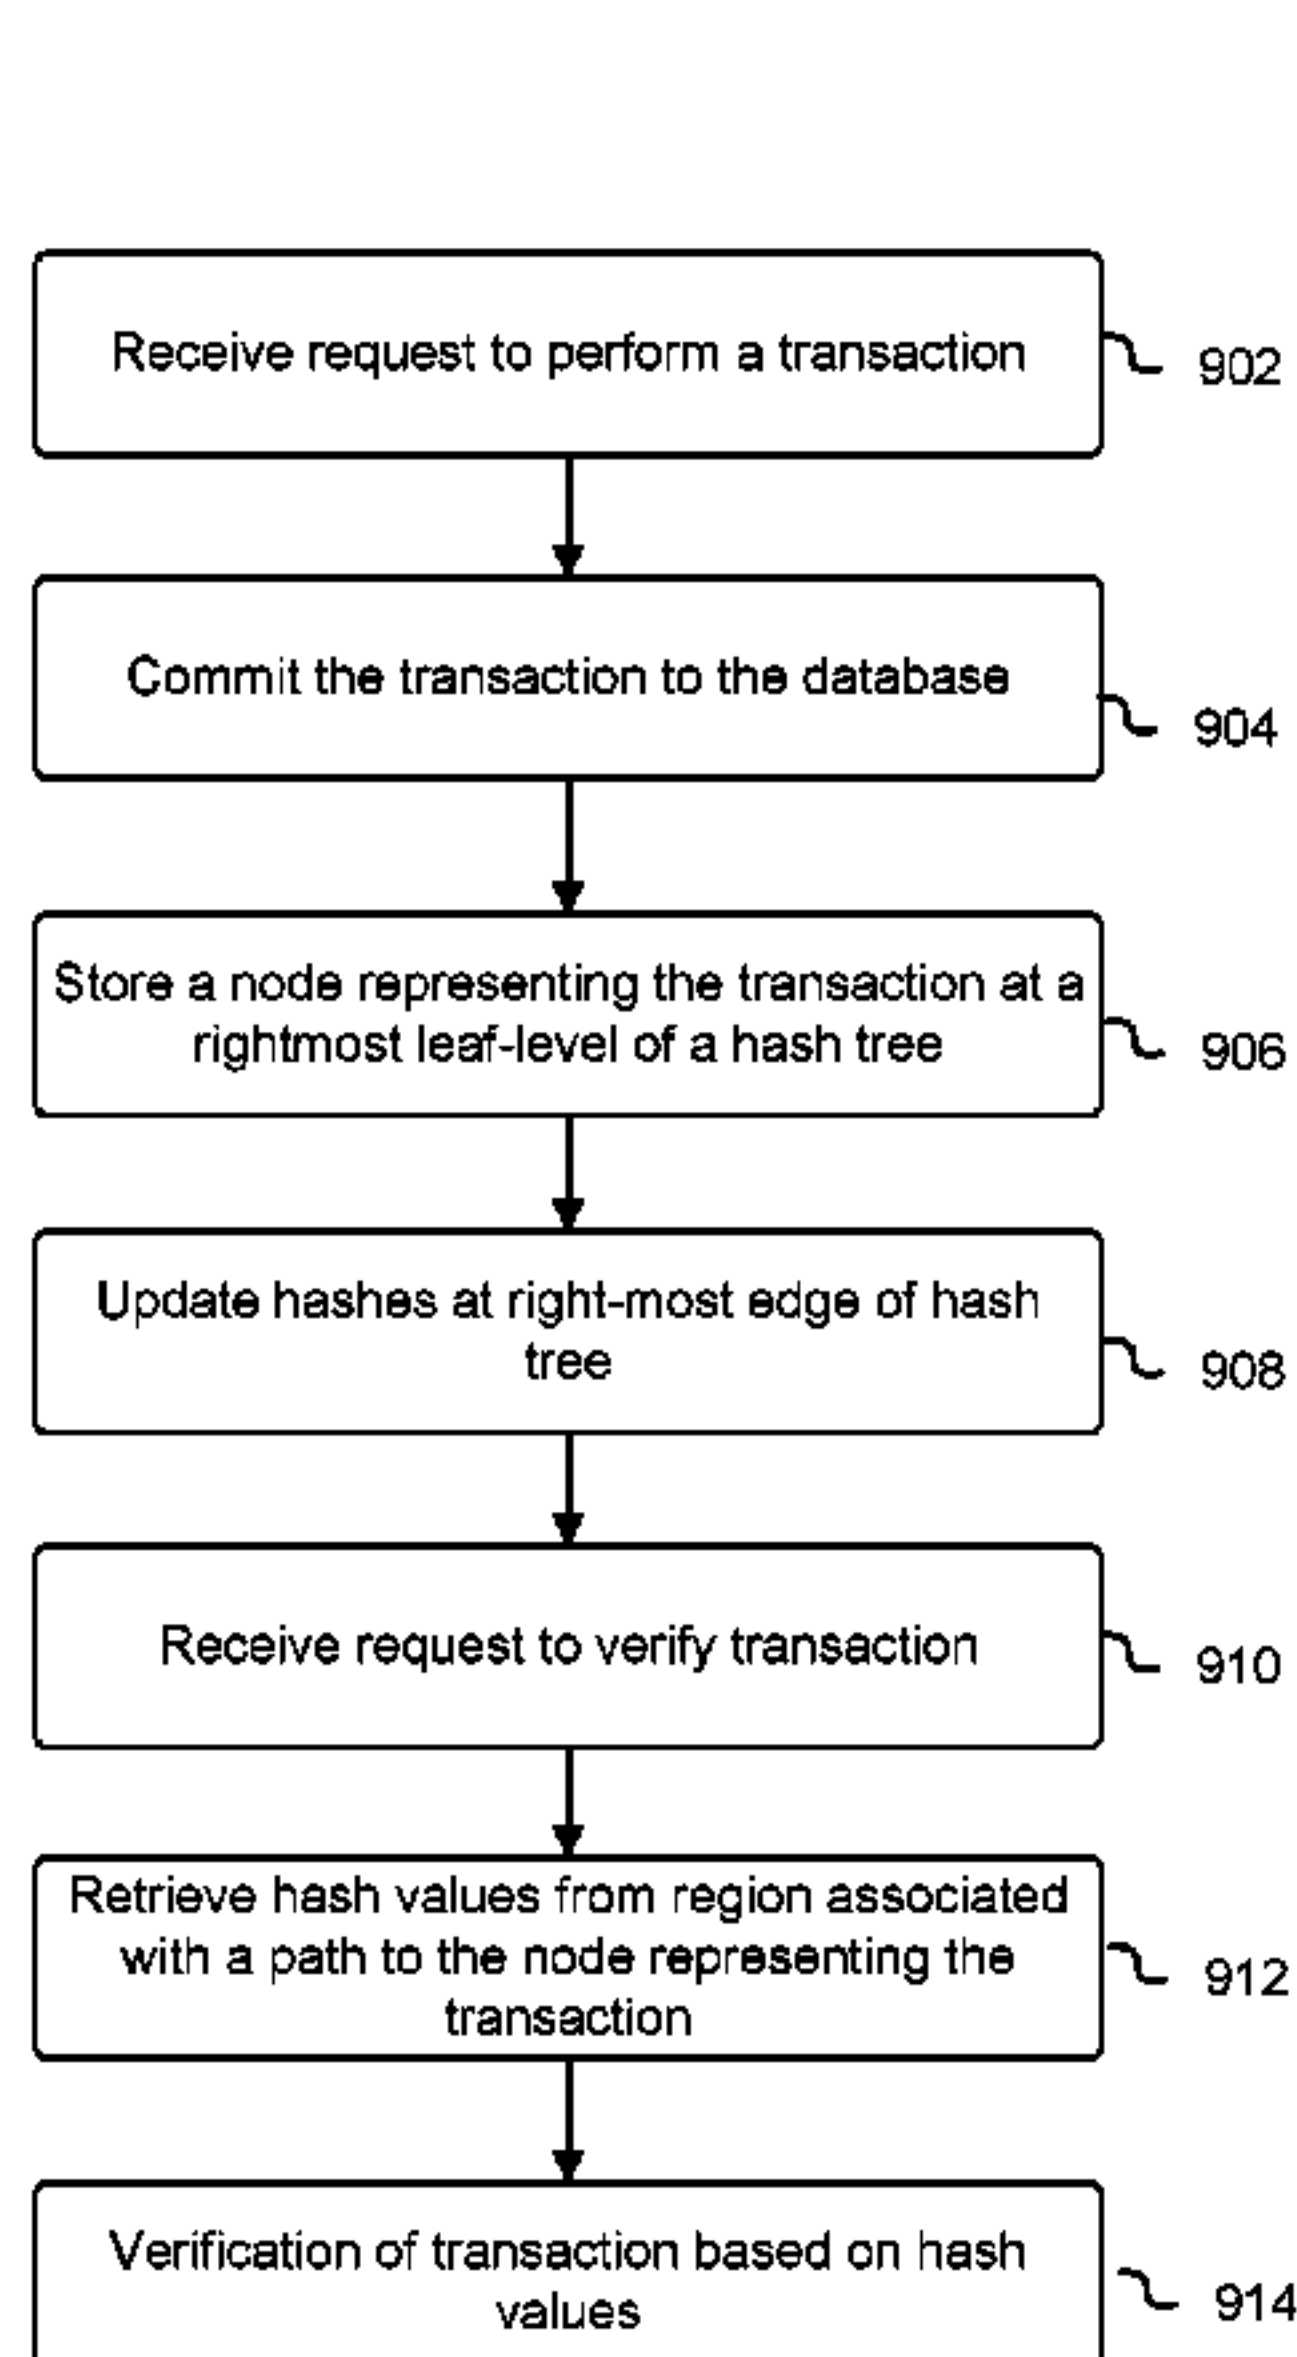 Receive request to perform a transaction
902
Commit the transaction to the database
904
Store a node representing the transaction at a
rightmost leaf-level of a hash tree
906
Update hashes at right-most edge of hash
tree
908
Receive request to verify transaction
910
Retrieve hash values from region associated
with a path to the node representing the
transaction
912
Verification of transaction based on hash
values
914